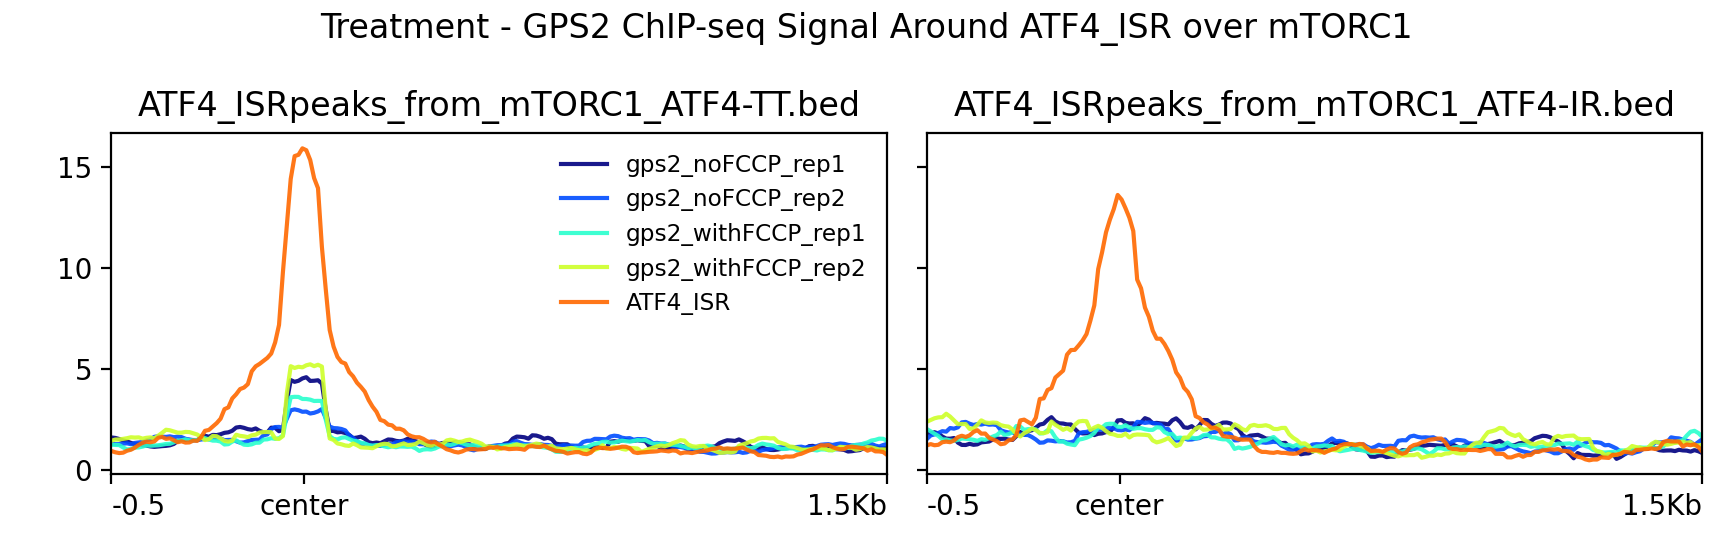 Treatment - GPS2 ChIP-seq Signal Around ATF4_ISR over mTORC1
ATF4_ISRpeaks_from_mTORC1_ATF4-TT.bed
ATF4_ISRpeaks_from_mTORC1_ATF4-IR.bed
15
10
5
0
gps2_noFCCP_rep1
gps2_noFCCP_rep2
gps2_withFCCP_rep1
gps2_withFCCP_rep2
ATF4_ISR
-0.5 center 1.5Kb
-0.5 center 1.5Kb